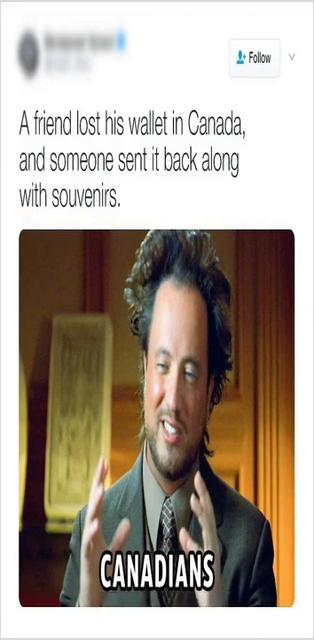 Follow
A friend lost his wallet in Canada,
and someone sent it back along
with souvenirs.
CANADIANS